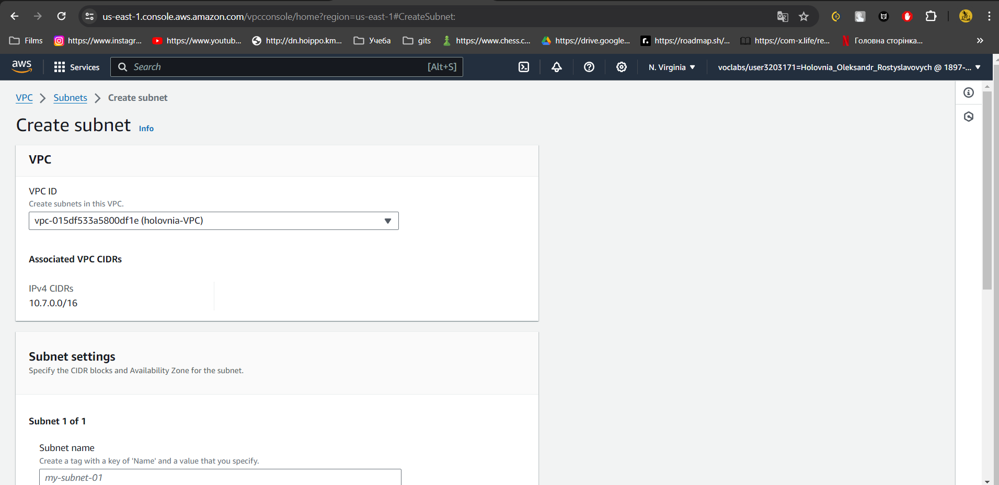 us-east-1.console.aws.amazon.com/vpcconsole/home?region=us-east-1#CreateSubnet:
Films https://www.instagr... https://www.youtub... http://dn.hoippo.km... Учеба gits https://www.chess.c... https://drive.google... https://roadmap.sh/... https://com-x.life/re... Головна сторінка...
aws Services Search [Alt+S] N. Virginia voclabs/user3203171=Holovnia_Oleksandr_Rostyslavovych @ 1897-...
VPC Subnets Create subnet
Create subnet Info
VPC
VPC ID
Create subnets in this VPC.
vpc-015df533a5800df1e (holovnia-VPC)
Associated VPC CIDRs
IPv4 CIDRs
10.7.0.0/16
Subnet settings
Specify the CIDR blocks and Availability Zone for the subnet.
Subnet 1 of 1
Subnet name
Create a tag with a key of 'Name' and a value that you specify.
my-subnet-01